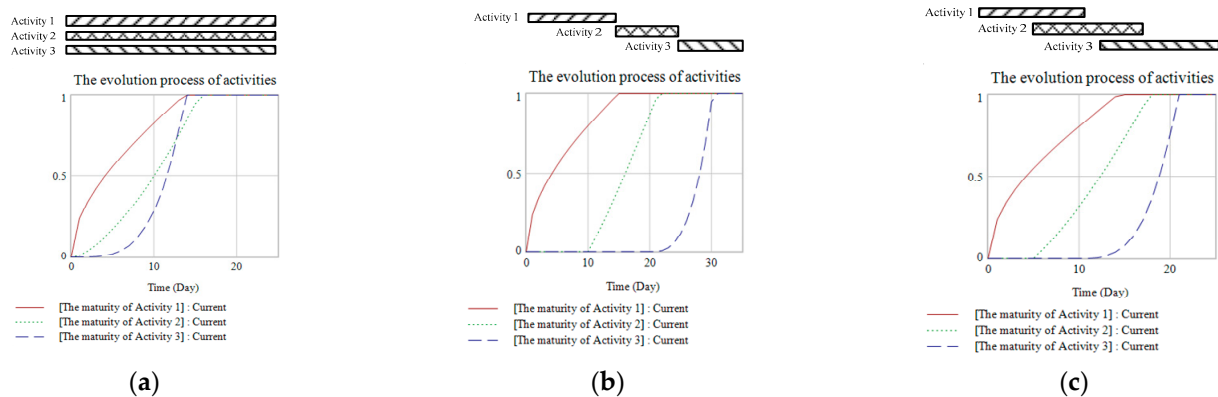 Activity 1
Activity 2
Activity 3
The evolution process of activities
1
0.5
0
0 10 20
Time (Day)
[The maturity of Activity 1] : Current
[The maturity of Activity 2] : Current
[The maturity of Activity 3] : Current
(a)
Activity 1
Activity 2
Activity 3
The evolution process of activities
1
0.5
0
0 10 20 30
Time (Day)
[The maturity of Activity 1] : Current
[The maturity of Activity 2] : Current
[The maturity of Activity 3] : Current
(b)
Activity 1
Activity 2
Activity 3
The evolution process of activities
1
0.5
0
0 10 20
Time (Day)
[The maturity of Activity 1] : Current
[The maturity of Activity 2] : Current
[The maturity of Activity 3] : Current
(c)